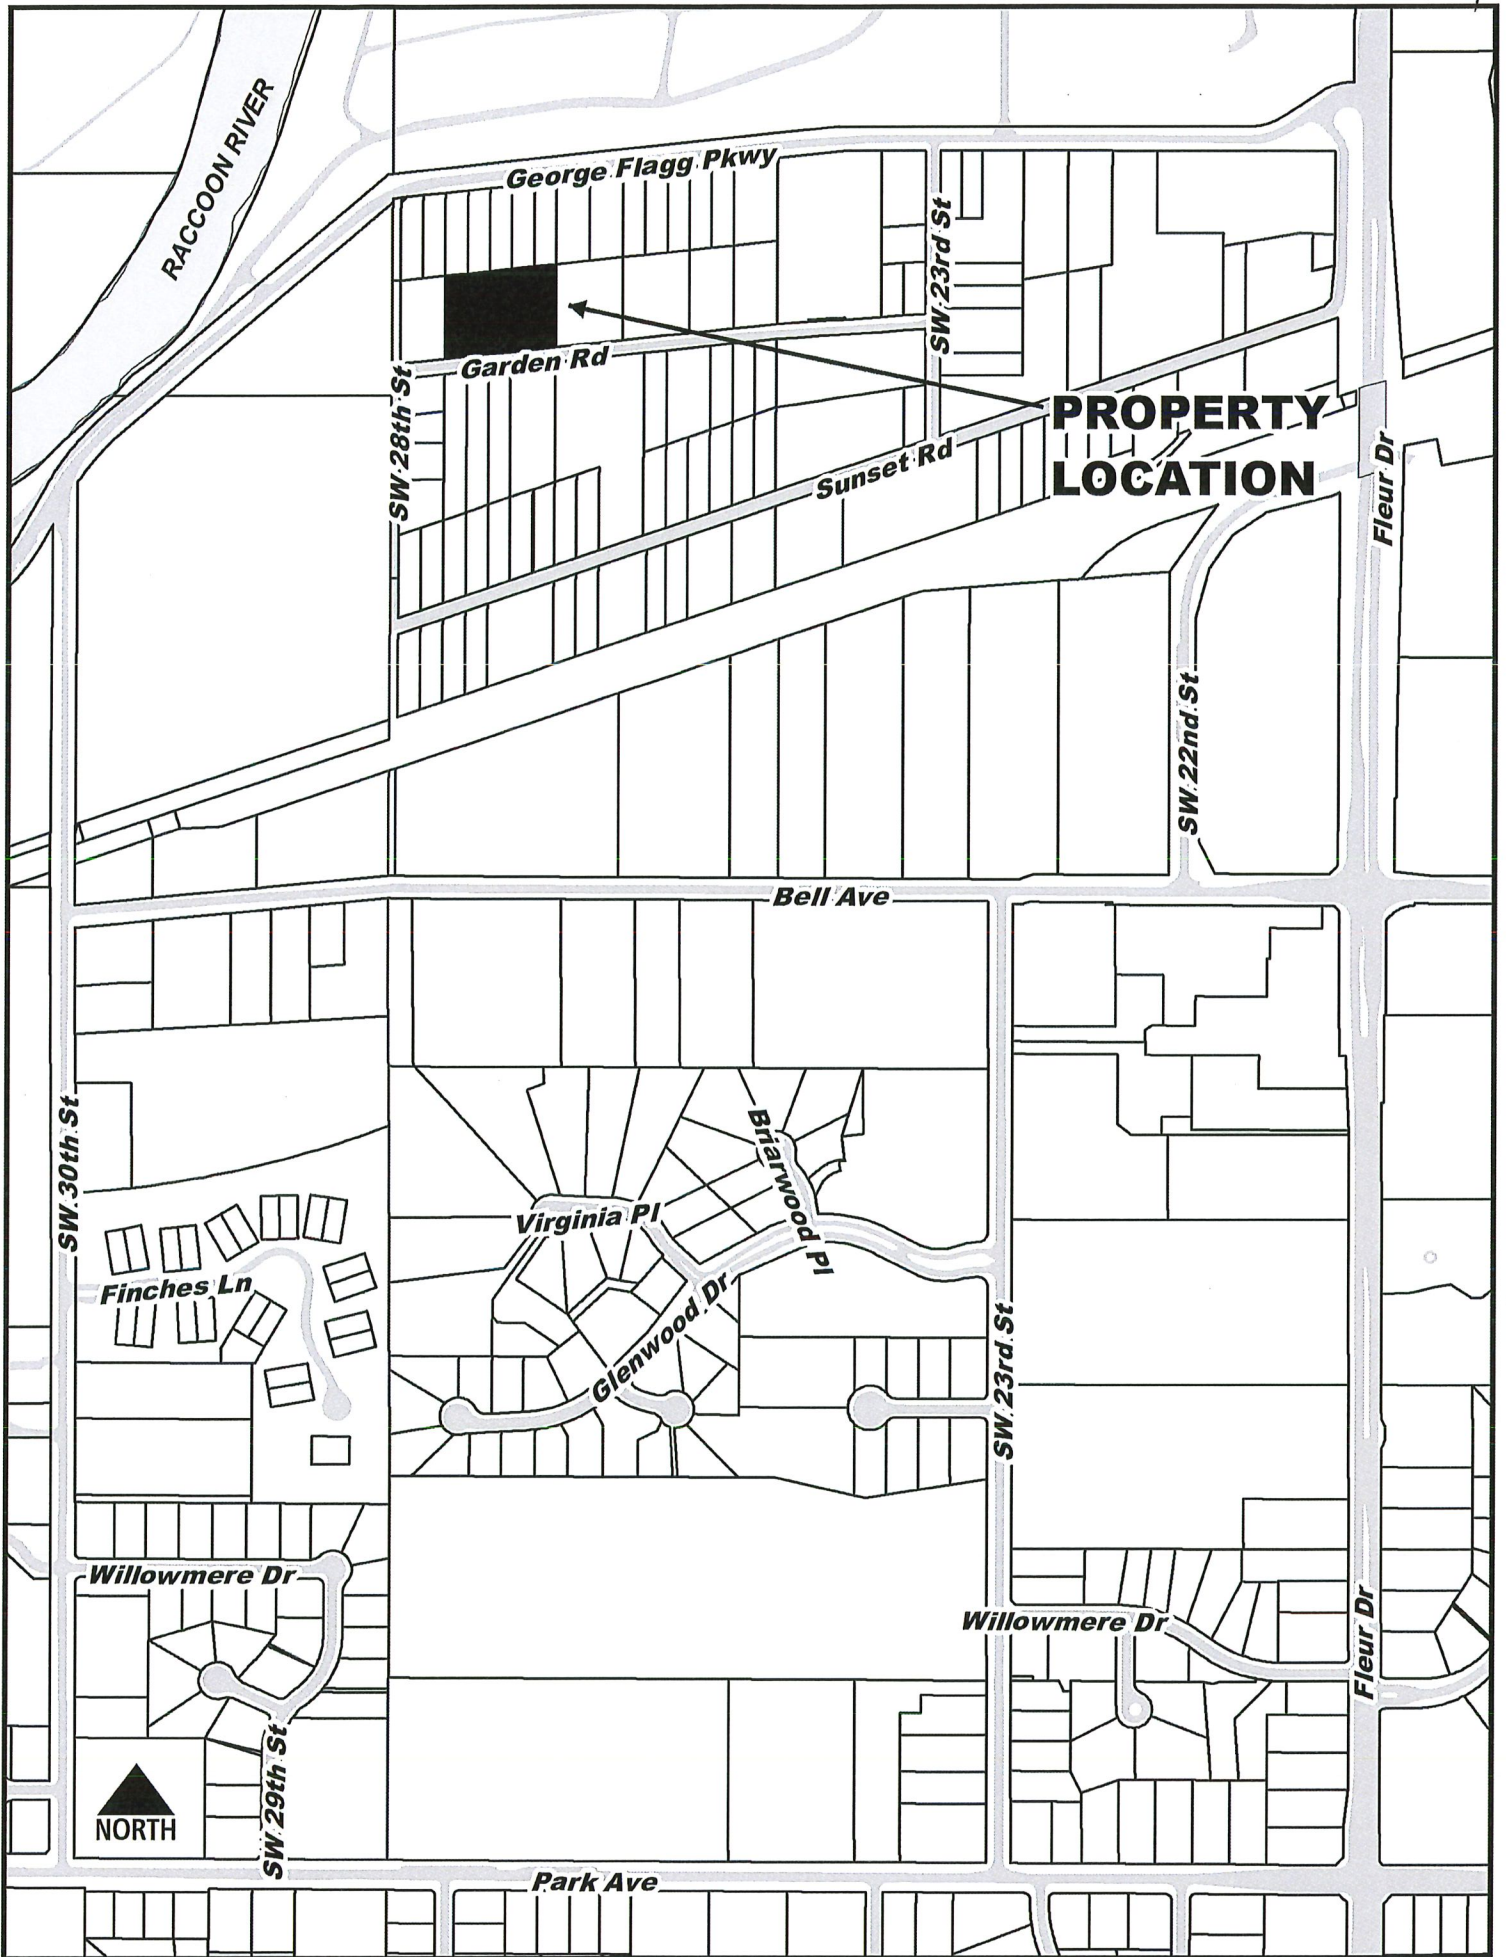 RACCOON RIVER
George Flagg Pkwy
SW 23rd St
Garden Rd
SW 28th St
PROPERTY
LOCATION
Sunset Rd
Fleur Dr
SW 22nd St
Bell Ave
SW 30th St
Briarwood Pl
Virginia Pl
Finches Ln
Glenwood Dr
SW 23rd St
Willowmere Dr
Willowmere Dr
Fleur Dr
SW 29th St
NORTH
Park Ave